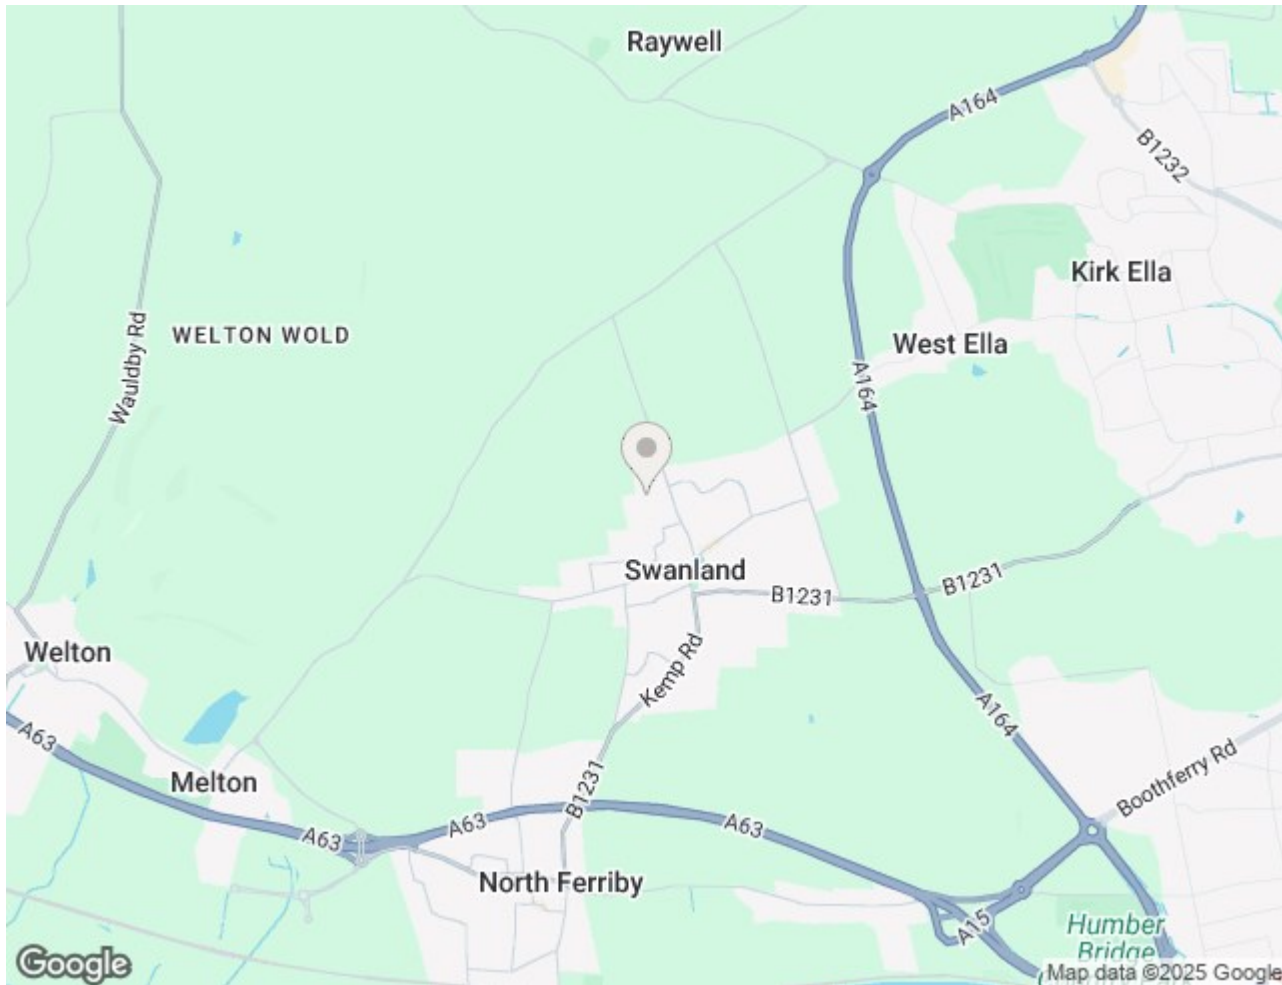 Raywell
A164
B1232
Kirk Ella
WELTON WOLD
Wauldby Rd
West Ella
A164
Swanland
B1231
B1231
Welton
Kemp Rd
A164
A63
Melton
Boothferry Rd
B1231
A63
A63
A63
North Ferriby
A15
Humber
Bridge
Google
Map data ©2025 Google